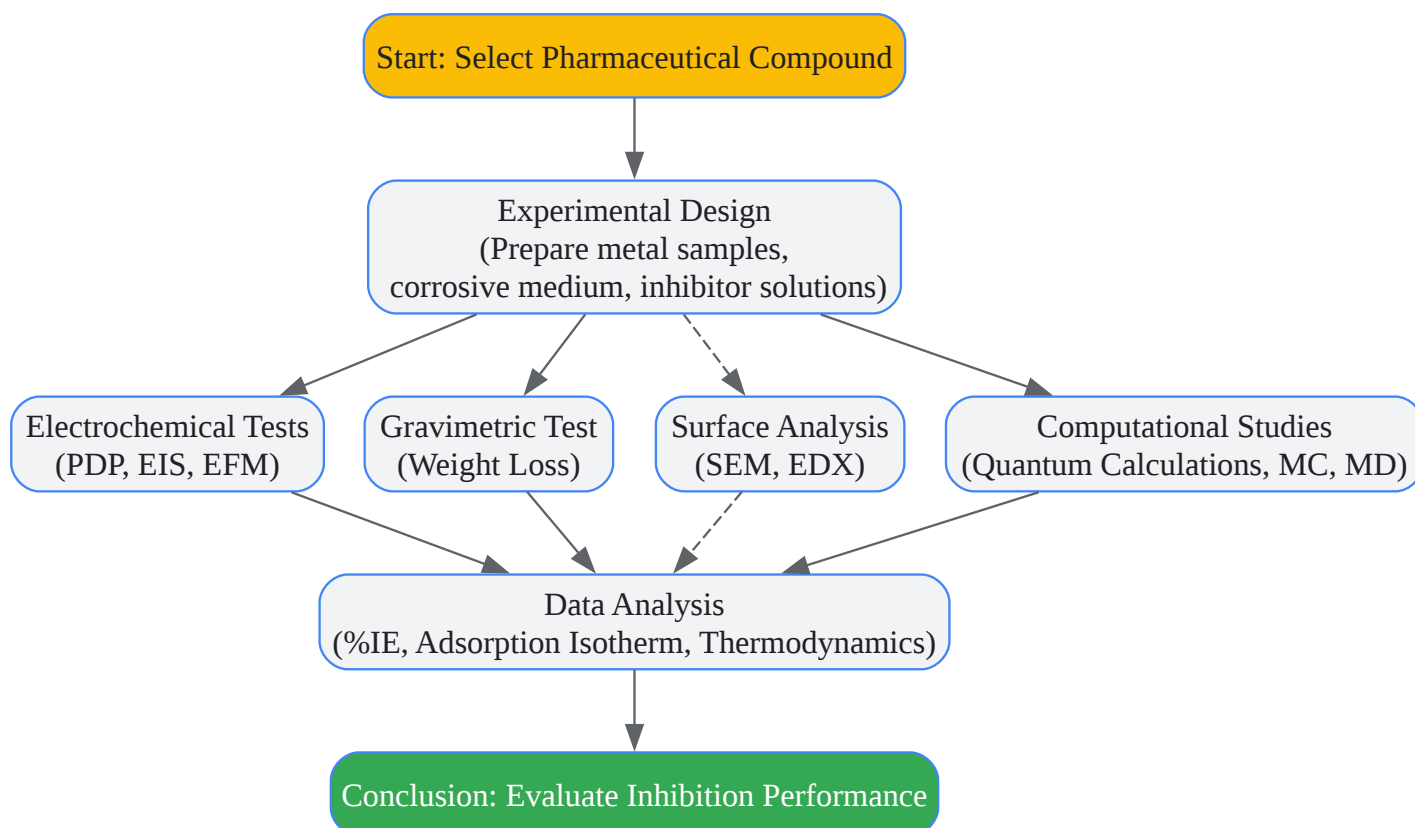 Start: Select Pharmaceutical Compound
Experimental Design
(Prepare metal samples,
corrosive medium, inhibitor solutions)
Electrochemical Tests
(PDP, EIS, EFM)
Gravimetric Test
(Weight Loss)
Surface Analysis
(SEM, EDX)
Computational Studies
(Quantum Calculations, MC, MD)
Data Analysis
(%IE, Adsorption Isotherm, Thermodynamics)
Conclusion: Evaluate Inhibition Performance